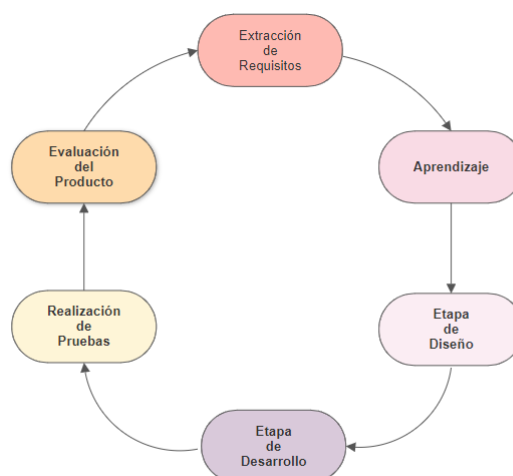 Extracción
de
Requisitos
Aprendizaje
Etapa
de
Diseño
Etapa
de
Desarrollo
Realización
de
Pruebas
Evaluación
del
Producto